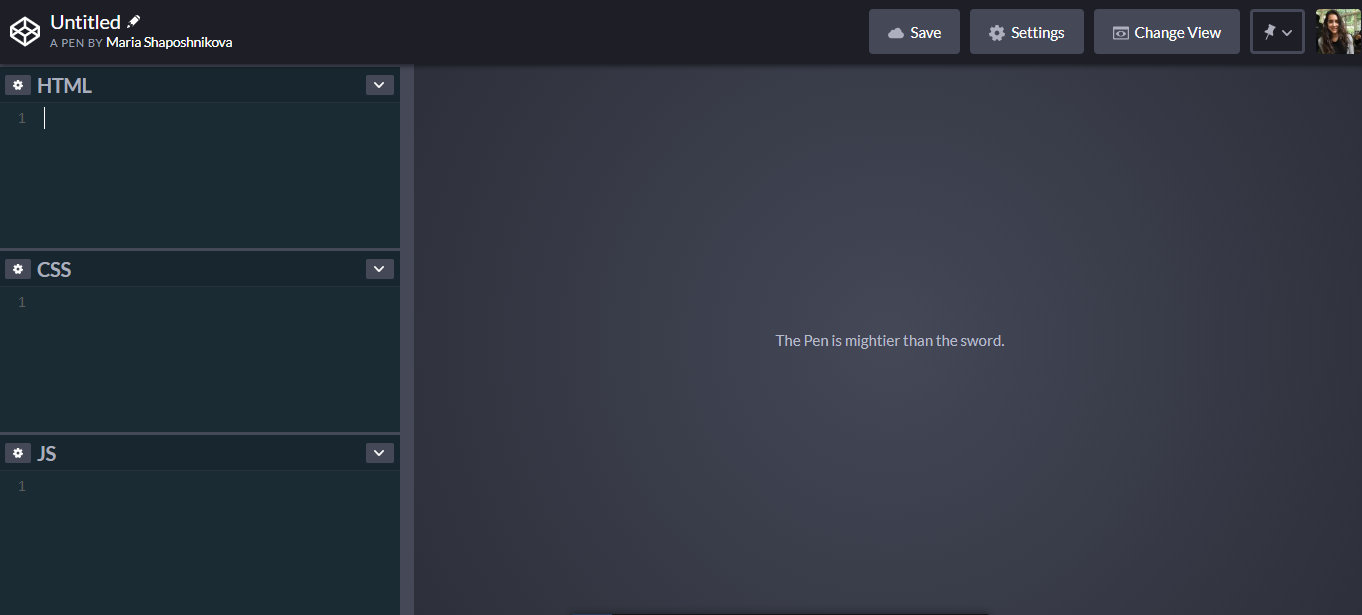 Untitled
A PEN BY Maria Shaposhnikova
Save
Settings
Change View
HTML
1
CSS
1
JS
1
The Pen is mightier than the sword.